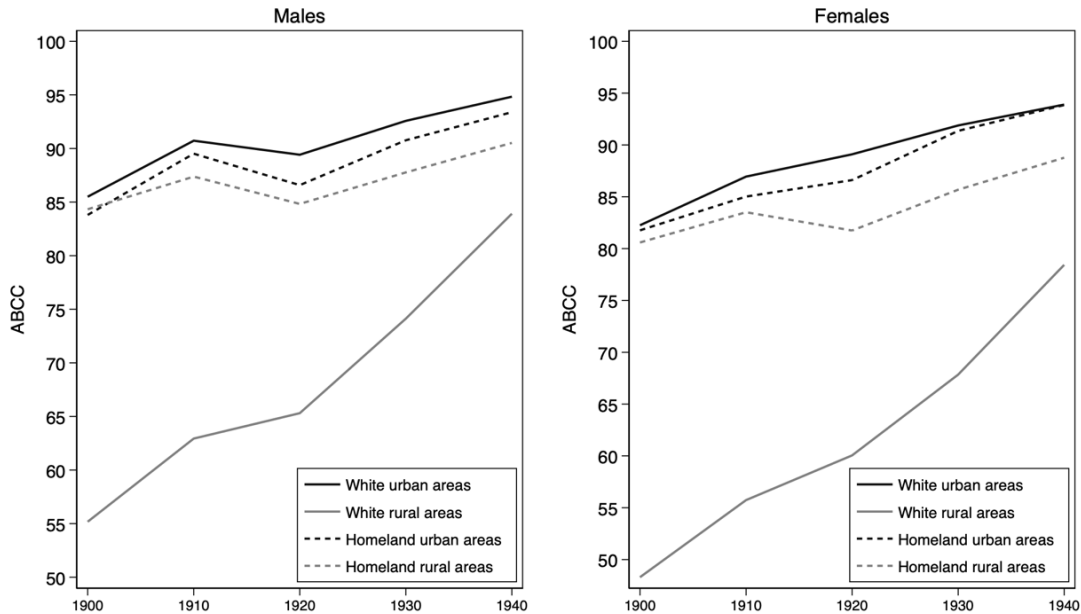 Males
ABCC
100
95
90
85
80
75
70
65
60
55
50
1900
1910
1920
1930
1940
White urban areas
White rural areas
Homeland urban areas
Homeland rural areas
Females
ABCC
100
95
90
85
80
75
70
65
60
55
50
1900
1910
1920
1930
1940
White urban areas
White rural areas
Homeland urban areas
Homeland rural areas